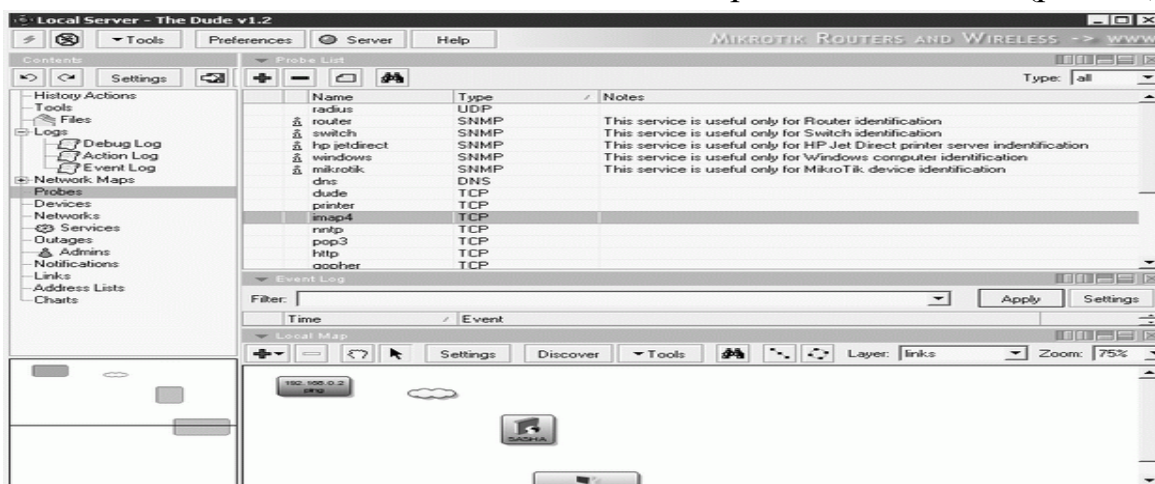 Local Server - The Dude v1.2
Tools Preferences Server Help MIKROTIK ROUTERS AND WIRELESS -> WWW
Contents
Settings
History Actions
Tools
Files
Logs
Debug Log
Action Log
Event Log
Network Maps
Probes
Devices
Networks
Services
Outages
Admins
Notifications
Links
Address Lists
Charts
Probe List
Type: all
Name Type Notes
radius UDP
router SNMP This service is useful only for Router identification
switch SNMP This service is useful only for Switch identification
hp jetdirect SNMP This service is useful only for HP Jet Direct printer server indentification
windows SNMP This service is useful only for Windows computer identification
mikrotik SNMP This service is useful only for MikroTik device identification
dns DNS
dude TCP
printer TCP
imap4 TCP
nntp TCP
pop3 TCP
http TCP
gopher TCP
Event Log
Filter: Apply Settings
Time Event
Local Map
Settings Discover Tools Layer: links Zoom: 75%
192.168.0.2
ping
SASHA